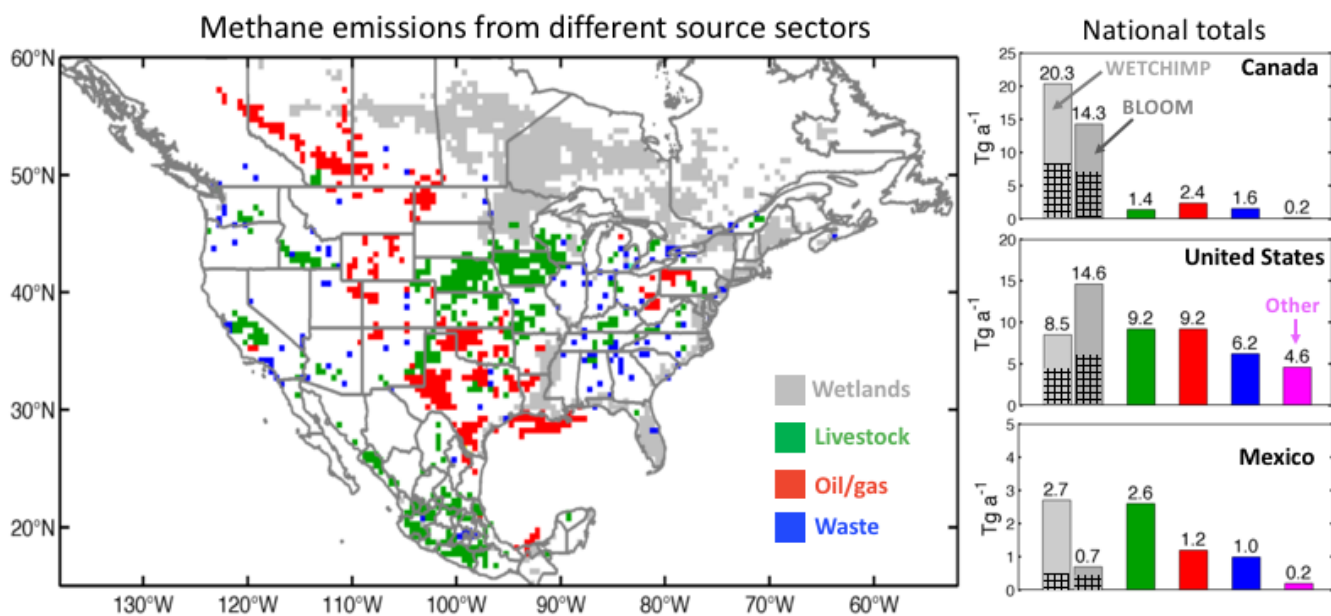 Methane emissions from different source sectors
60°N
50°N
40°N
30°N
20°N
130°W 120°W 110°W 100°W 90°W 80°W 70°W 60°W
Wetlands
Livestock
Oil/gas
Waste
National totals
25
20
15
10
5
0
Tg a⁻¹
Canada
WETCHIMP
BLOOM
20.3
14.3
1.4
2.4
1.6
0.2
20
15
10
5
0
Tg a⁻¹
United States
Other
8.5
14.6
9.2
9.2
6.2
4.6
5
4
3
2
1
0
Tg a⁻¹
Mexico
2.7
0.7
2.6
1.2
1.0
0.2